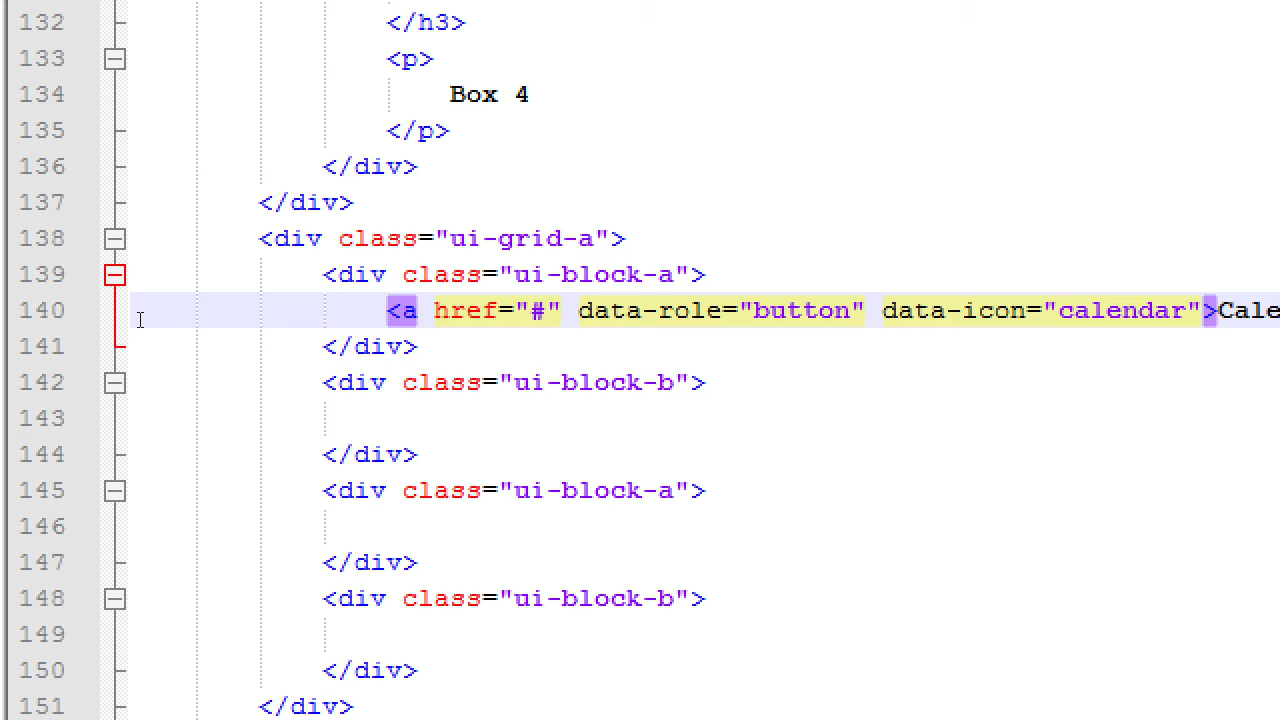 132 </h3>
133 <p>
134 Box 4
135 </p>
136 </div>
137 </div>
138 <div class="ui-grid-a">
139 <div class="ui-block-a">
140 <a href="#" data-role="button" data-icon="calendar">Cale
141 </div>
142 <div class="ui-block-b">
143
144 </div>
145 <div class="ui-block-a">
146
147 </div>
148 <div class="ui-block-b">
149
150 </div>
151 </div>